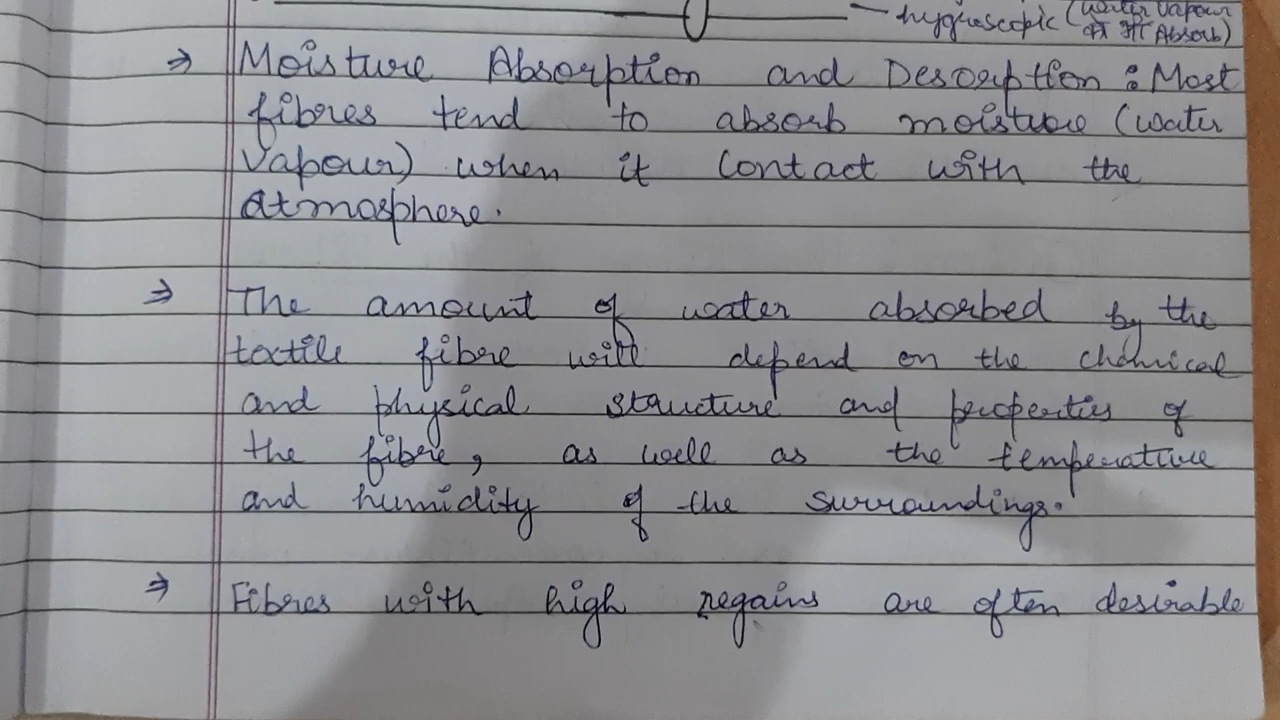 — hygroscopic (water vapour
को भी Absorb)
⇒ Moisture Absorption and Desorption : Most
fibres tend to absorb moisture (water
vapour) when it contact with the
atmosphere.
⇒ The amount of water absorbed by the
textile fibre will depend on the chemical
and physical structure and properties of
the fibre, as well as the temperature
and humidity of the surroundings.
⇒ Fibres with high regains are often desirable